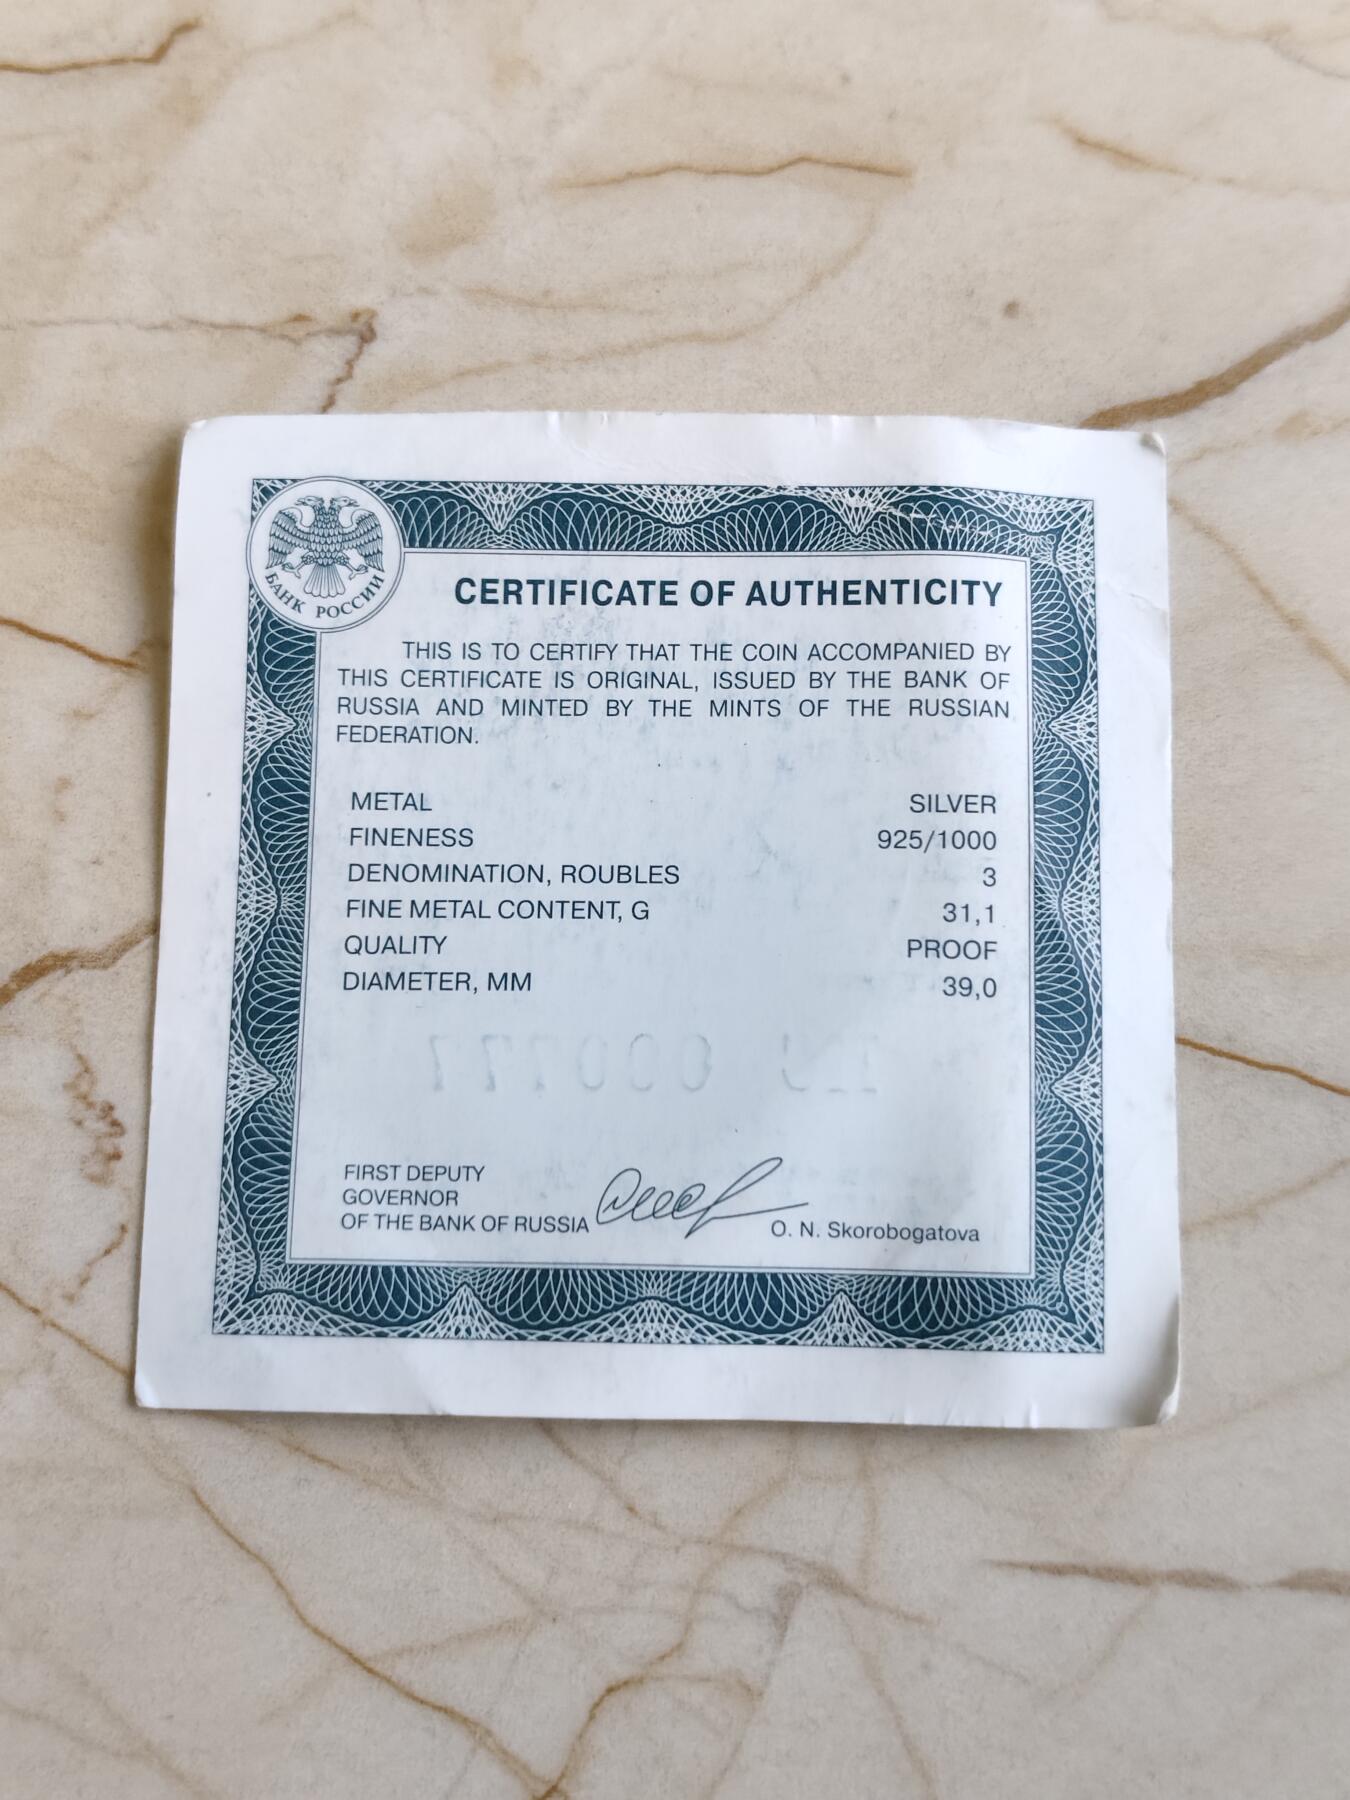 БАНК РОССИИ
CERTIFICATE OF AUTHENTICITY
THIS IS TO CERTIFY THAT THE COIN ACCOMPANIED BY
THIS CERTIFICATE IS ORIGINAL, ISSUED BY THE BANK OF
RUSSIA AND MINTED BY THE MINTS OF THE RUSSIAN
FEDERATION.
METAL SILVER
FINENESS 925/1000
DENOMINATION, ROUBLES 3
FINE METAL CONTENT, G 31,1
QUALITY PROOF
DIAMETER, MM 39,0
000777
FIRST DEPUTY
GOVERNOR
OF THE BANK OF RUSSIA
O. N. Skorobogatova